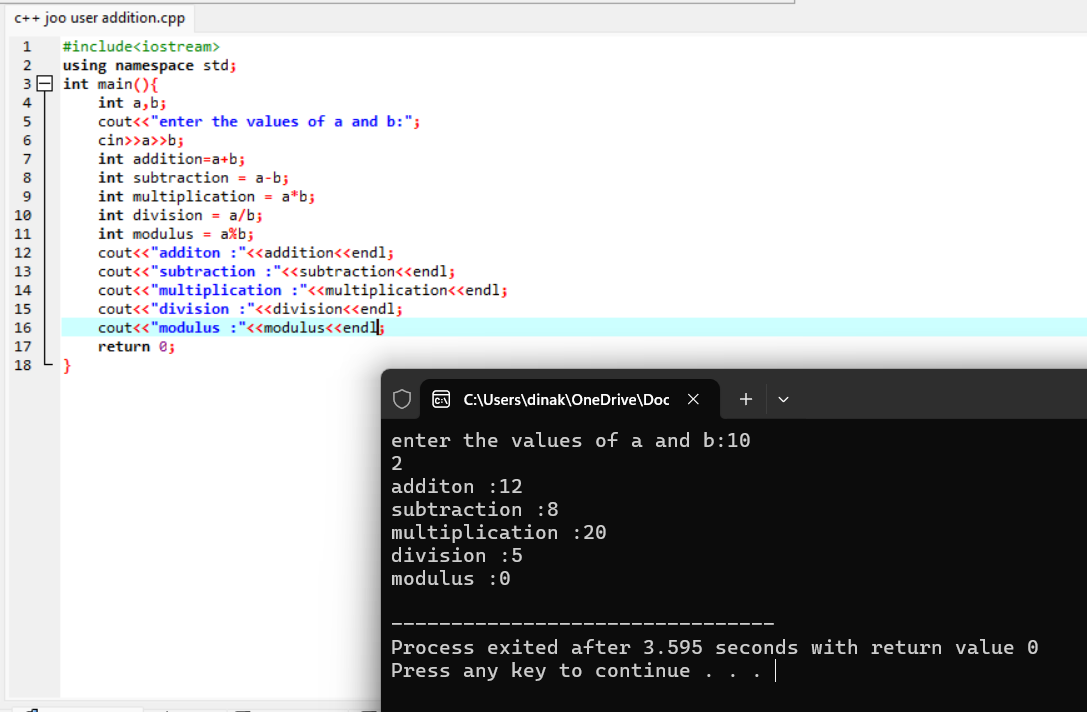 c++ joo user addition.cpp
1 #include<iostream>
2 using namespace std;
3 int main(){
4 int a,b;
5 cout<<"enter the values of a and b:";
6 cin>>a>>b;
7 int addition=a+b;
8 int subtraction = a-b;
9 int multiplication = a*b;
10 int division = a/b;
11 int modulus = a%b;
12 cout<<"additon :"<<addition<<endl;
13 cout<<"subtraction :"<<subtraction<<endl;
14 cout<<"multiplication :"<<multiplication<<endl;
15 cout<<"division :"<<division<<endl;
16 cout<<"modulus :"<<modulus<<endl;
17 return 0;
18 }
C:\Users\dinak\OneDrive\Doc
enter the values of a and b:10
2
additon :12
subtraction :8
multiplication :20
division :5
modulus :0
--------------------------------
Process exited after 3.595 seconds with return value 0
Press any key to continue . . .